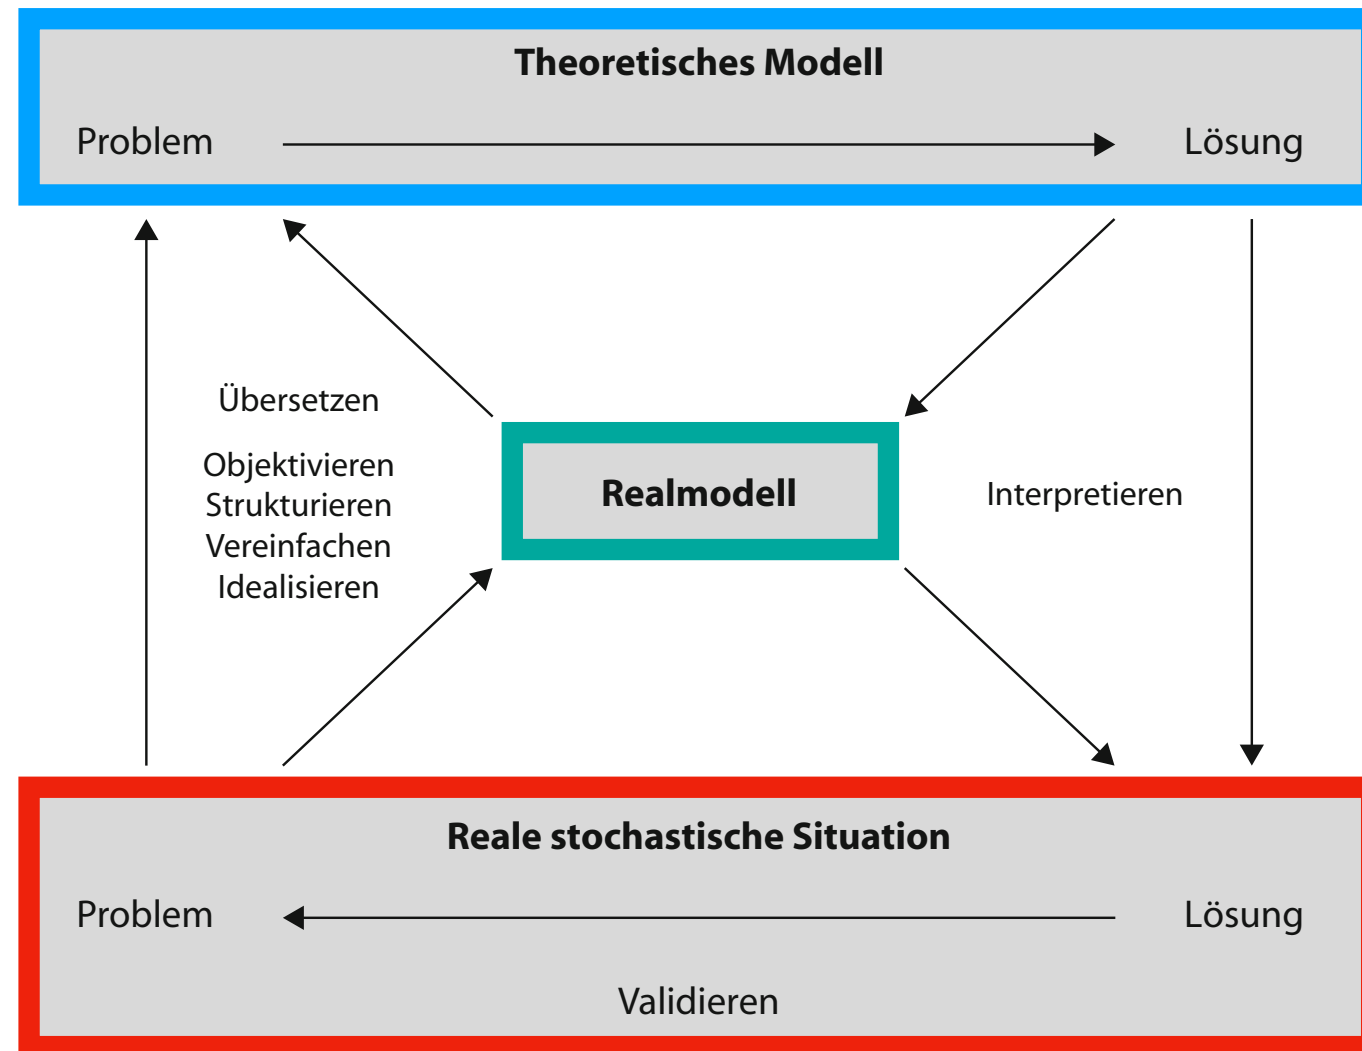 Theoretisches Modell
Problem
Lösung
Übersetzen
Objektivieren
Strukturieren
Vereinfachen
Idealisieren
Realmodell
Interpretieren
Reale stochastische Situation
Problem
Lösung
Validieren